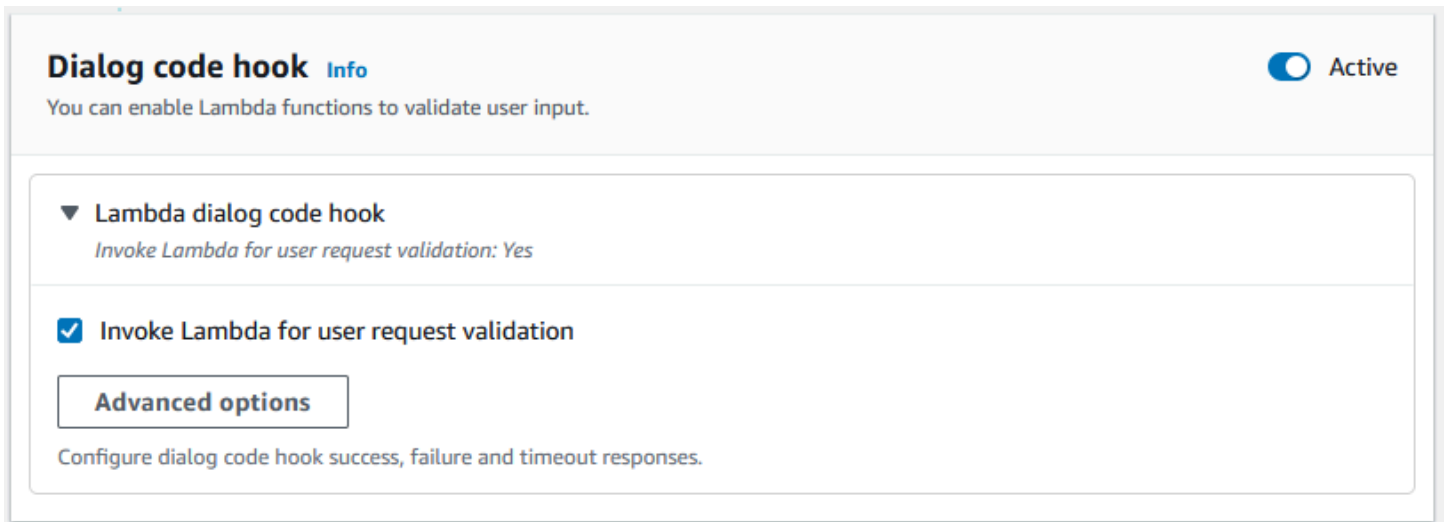 Dialog code hook Info
Active
You can enable Lambda functions to validate user input.
Lambda dialog code hook
Invoke Lambda for user request validation: Yes
Invoke Lambda for user request validation
Advanced options
Configure dialog code hook success, failure and timeout responses.